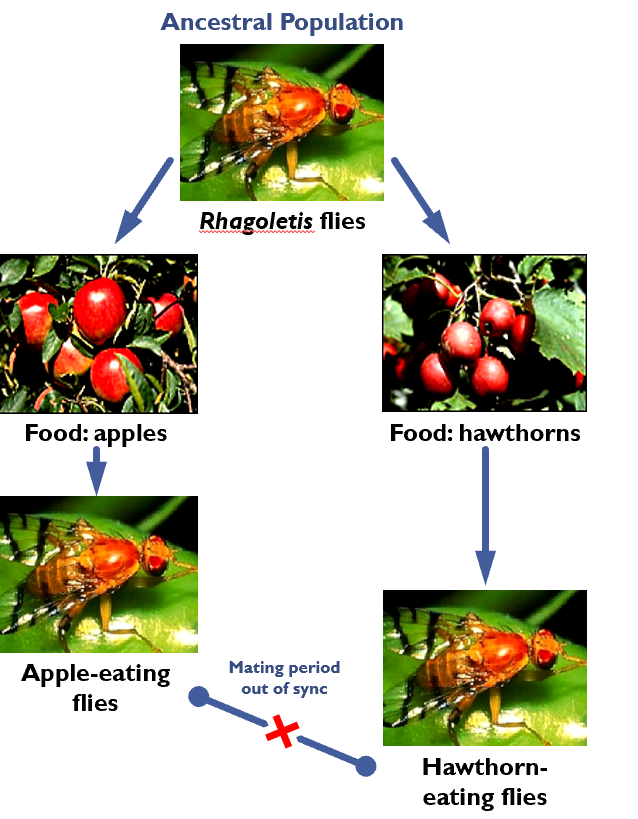 Ancestral Population
Rhagoletis flies
Food: apples
Food: hawthorns
Apple-eating
flies
Mating period
out of sync
Hawthorn-
eating flies